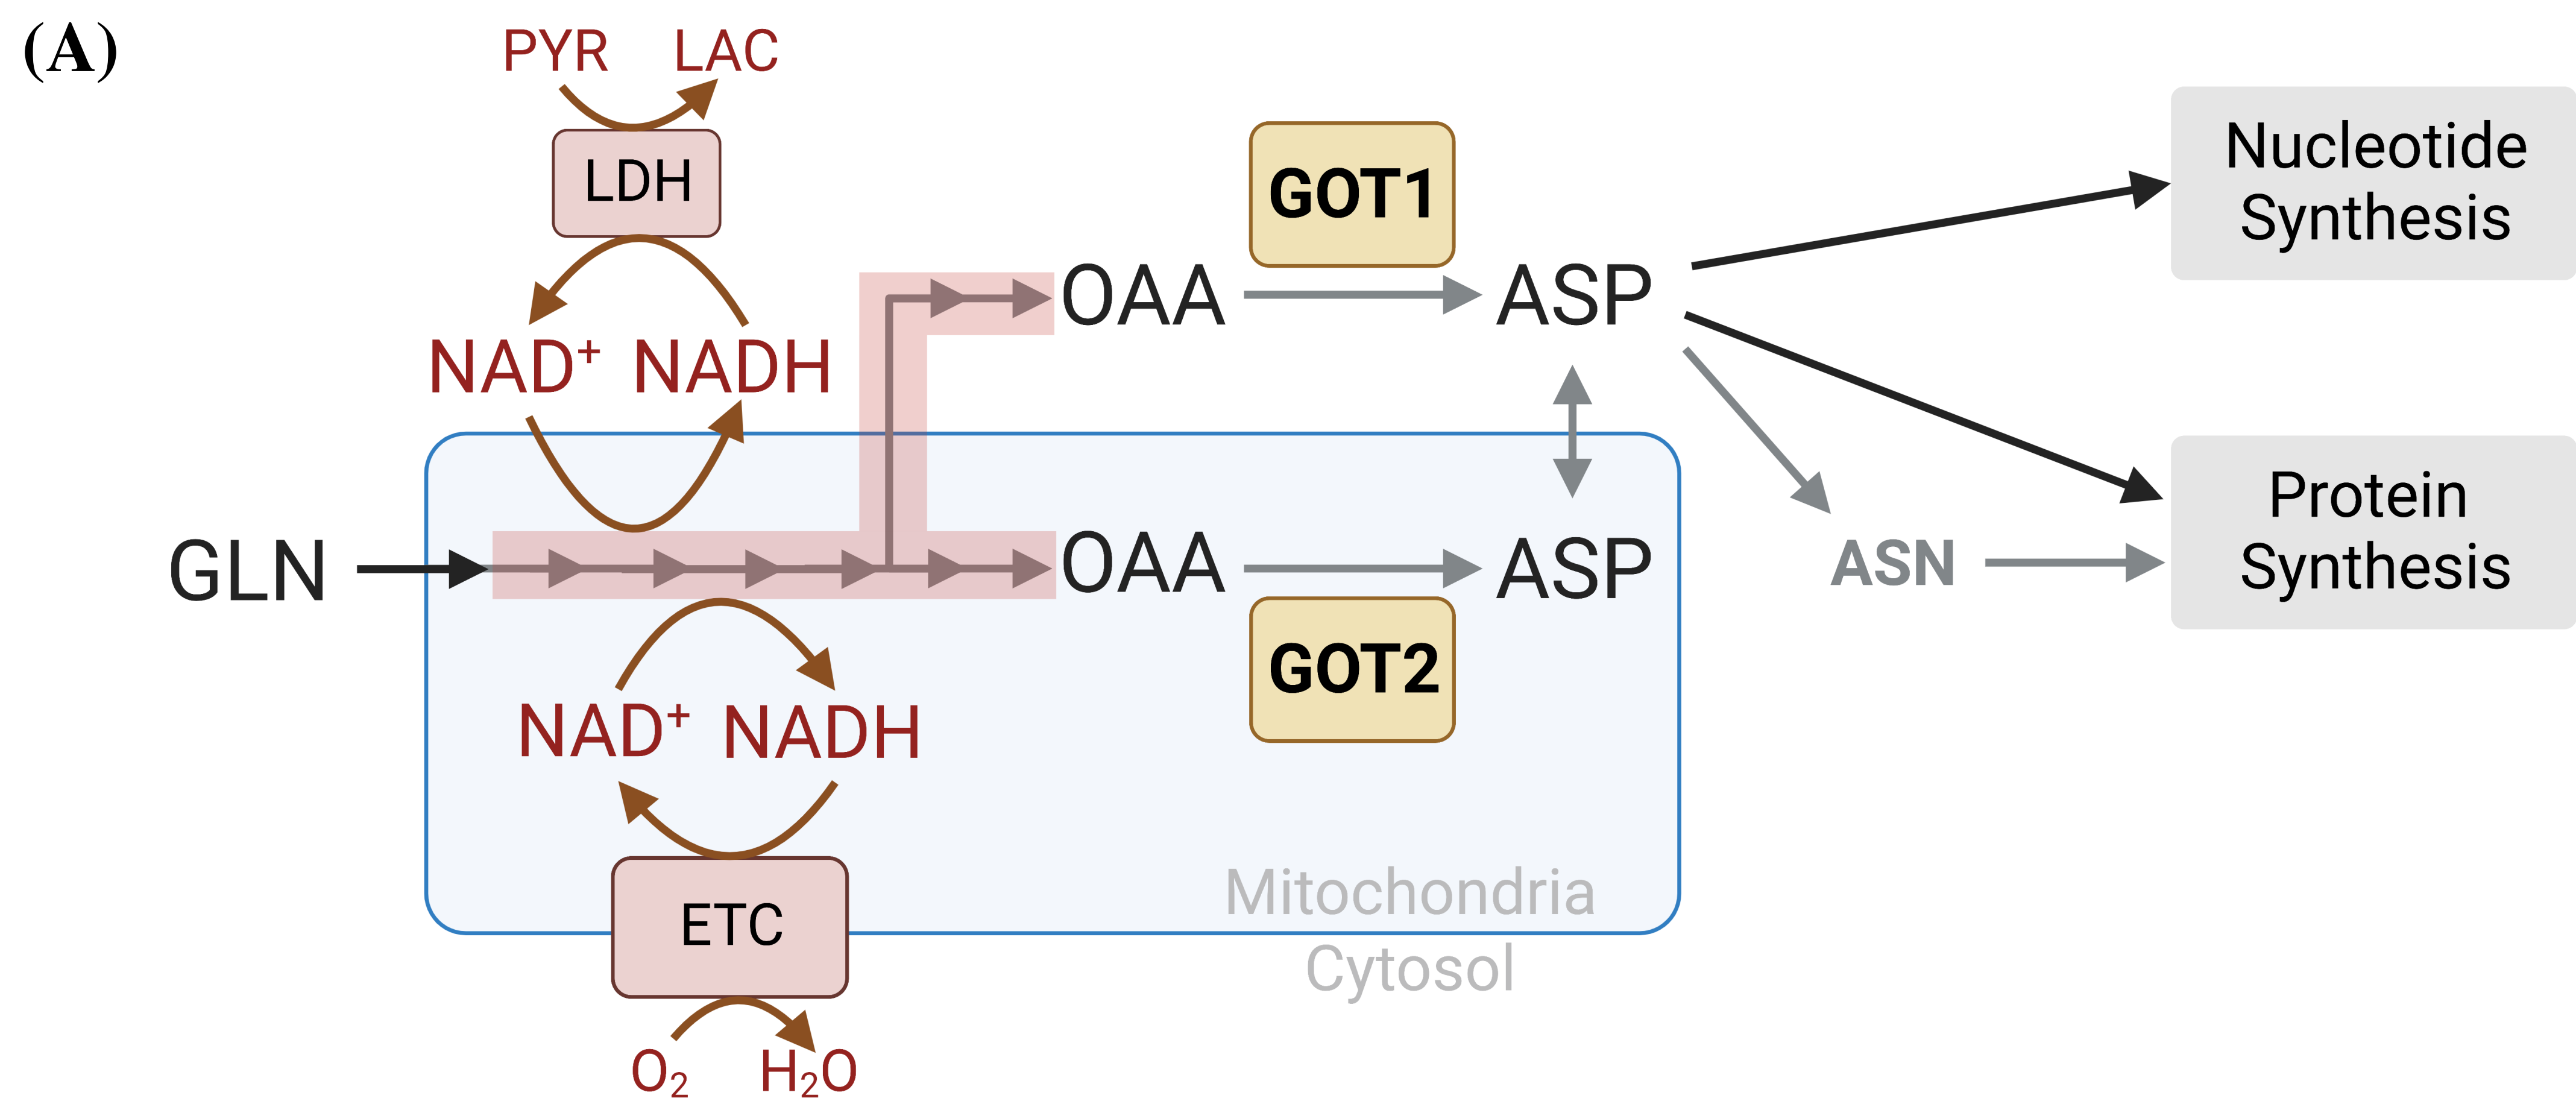 (A)
PYR LAC
LDH
NAD⁺ NADH
GOT1
OAA ASP
Nucleotide
Synthesis
GLN
OAA ASP
GOT2
ASN
Protein
Synthesis
NAD⁺ NADH
ETC
O₂ H₂O
Mitochondria
Cytosol